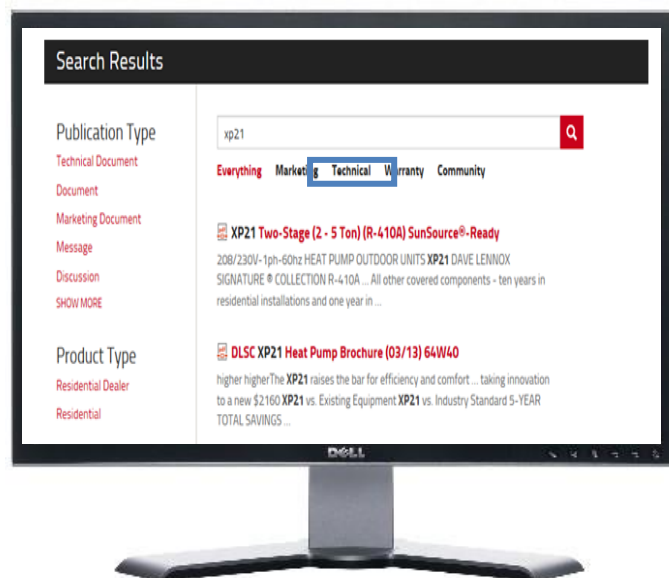 Search Results
Publication Type
Technical Document
Document
Marketing Document
Message
Discussion
SHOW MORE
Product Type
Residential Dealer
Residential
xp21
Everything Marketing Technical Warranty Community
XP21 Two-Stage (2 - 5 Ton) (R-410A) SunSource®-Ready
208/230V-1ph-60hz HEAT PUMP OUTDOOR UNITS XP21 DAVE LENNOX
SIGNATURE ® COLLECTION R-410A ... All other covered components - ten years in
residential installations and one year in ...
DLSC XP21 Heat Pump Brochure (03/13) 64W40
higher higherThe XP21 raises the bar for efficiency and comfort ... taking innovation
to a new $2160 XP21 vs. Existing Equipment XP21 vs. Industry Standard 5-YEAR
TOTAL SAVINGS ...
DELL